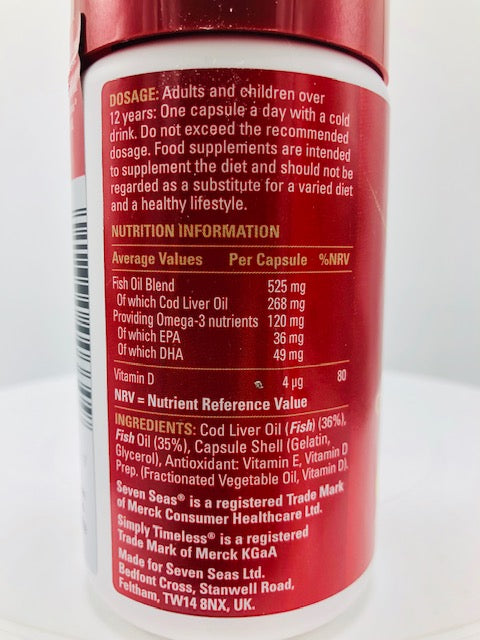 DOSAGE: Adults and children over
12 years: One capsule a day with a cold
drink. Do not exceed the recommended
dosage. Food supplements are intended
to supplement the diet and should not be
regarded as a substitute for a varied diet
and a healthy lifestyle.
NUTRITION INFORMATION
Average Values Per Capsule %NRV
Fish Oil Blend 525 mg
Of which Cod Liver Oil 268 mg
Providing Omega-3 nutrients 120 mg
Of which EPA 36 mg
Of which DHA 49 mg
Vitamin D 4 µg 80
NRV = Nutrient Reference Value
INGREDIENTS: Cod Liver Oil (Fish) (36%),
Fish Oil (35%), Capsule Shell (Gelatin,
Glycerol), Antioxidant: Vitamin E, Vitamin D
Prep. (Fractionated Vegetable Oil, Vitamin D).
Seven Seas® is a registered Trade Mark
of Merck Consumer Healthcare Ltd.
Simply Timeless® is a registered
Trade Mark of Merck KGaA
Made for Seven Seas Ltd.
Bedfont Cross, Stanwell Road,
Feltham, TW14 8NX, UK.